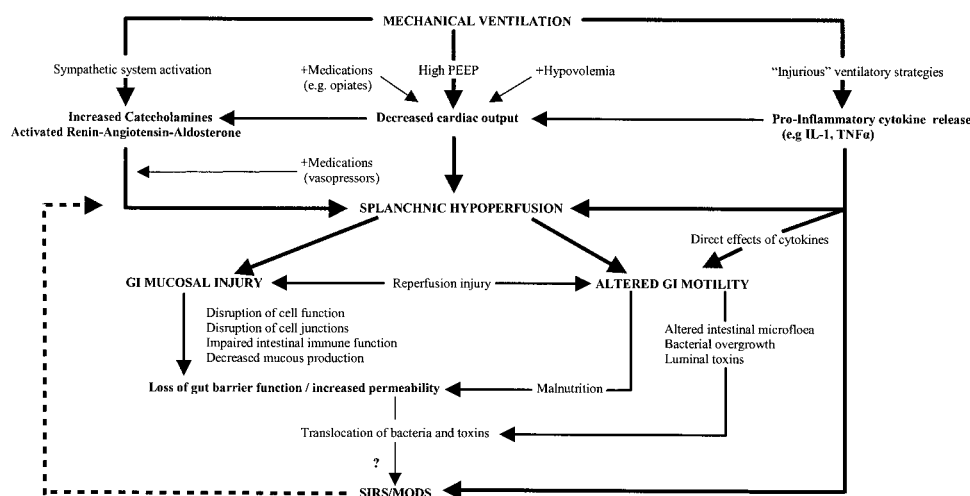 MECHANICAL VENTILATION
Sympathetic system activation
+Medications
(e.g. opiates)
High PEEP
+Hypovolemia
“Injurious” ventilatory strategies
Increased Catecholamines
Activated Renin-Angiotensin-Aldosterone
Decreased cardiac output
Pro-Inflammatory cytokine release
(e.g IL-1, TNFα)
+Medications
(vasopressors)
SPLANCHNIC HYPOPERFUSION
Direct effects of cytokines
GI MUCOSAL INJURY
Reperfusion injury
ALTERED GI MOTILITY
Disruption of cell function
Disruption of cell junctions
Impaired intestinal immune function
Decreased mucous production
Altered intestinal microfloea
Bacterial overgrowth
Luminal toxins
Loss of gut barrier function / increased permeability
Malnutrition
Translocation of bacteria and toxins
?
SIRS/MODS